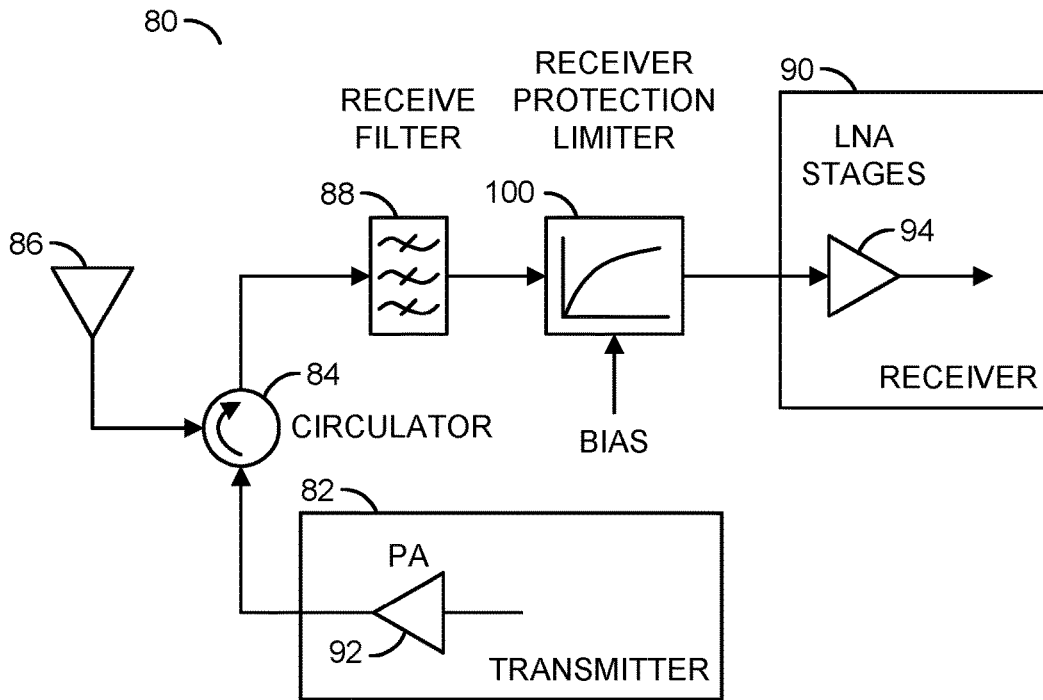 80
RECEIVE
FILTER
88
RECEIVER
PROTECTION
LIMITER
100
90
LNA
STAGES
94
RECEIVER
86
84
CIRCULATOR
BIAS
82
PA
92
TRANSMITTER